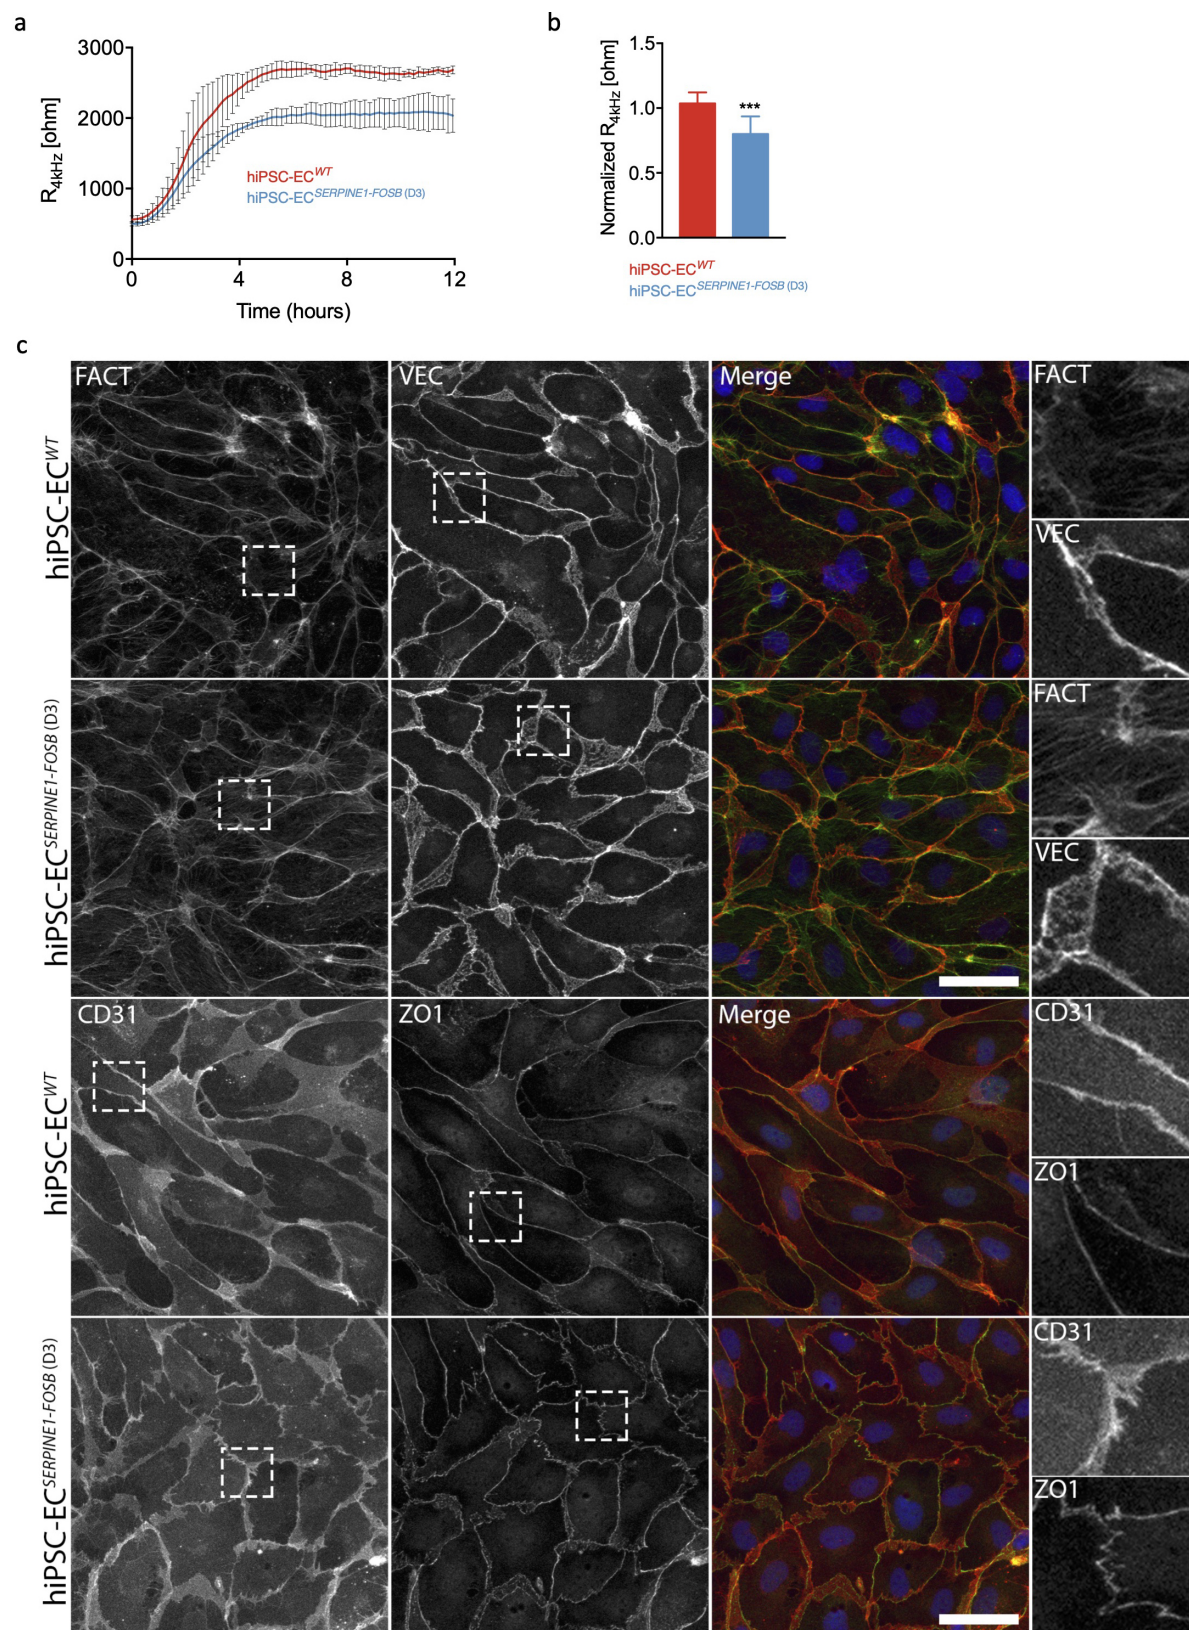 a
3000
2000
1000
0
R4kHz [ohm]
0 4 8 12
Time (hours)
hiPSC-ECWT
hiPSC-ECSERPINE1-FOSB (D3)
b
1.5
1.0
0.5
0.0
Normalized R4kHz [ohm]
***
hiPSC-ECWT
hiPSC-ECSERPINE1-FOSB (D3)
c
hiPSC-ECWT
FACT VEC Merge FACT
VEC
hiPSC-ECSERPINE1-FOSB (D3)
FACT
VEC
hiPSC-ECWT
CD31 ZO1 Merge CD31
ZO1
hiPSC-ECSERPINE1-FOSB (D3)
CD31
ZO1